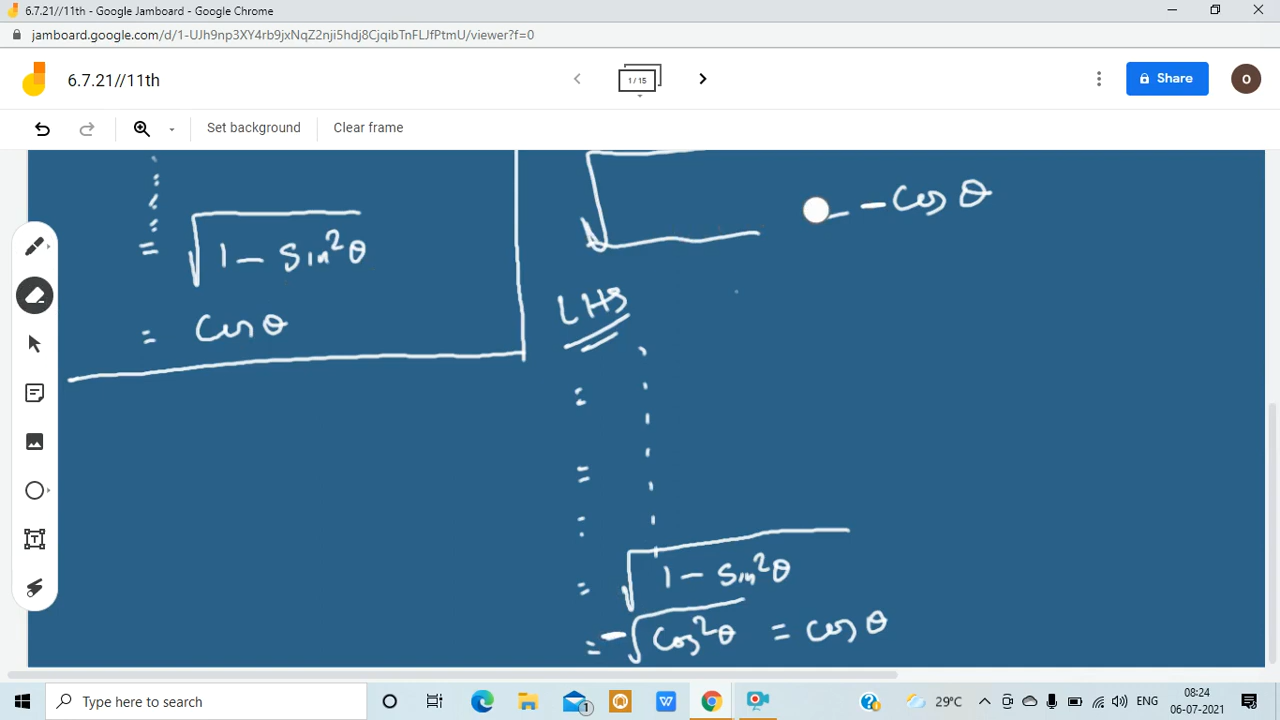 6.7.21//11th - Google Jamboard - Google Chrome
jamboard.google.com/d/1-UJh9np3XY4rb9jxNqZ2nji5hdj8CjqibTnFLJfPtmU/viewer?f=0
6.7.21//11th
1 / 15
Share
O
Set background
Clear frame
= √1 - Sin²θ
= Cosθ
- Cos θ
LHS
=
=
:
= √1 - Sin²θ
= -√Cos²θ = Cosθ
Type here to search
1
W
29°C
ENG
08:24
06-07-2021